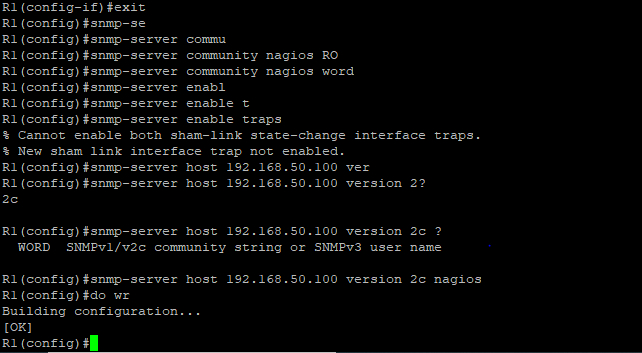 R1(config-if)#exit
R1(config)#snmp-se
R1(config)#snmp-server commu
R1(config)#snmp-server community nagios RO
R1(config)#snmp-server community nagios word
R1(config)#snmp-server enabl
R1(config)#snmp-server enable t
R1(config)#snmp-server enable traps
% Cannot enable both sham-link state-change interface traps.
% New sham link interface trap not enabled.
R1(config)#snmp-server host 192.168.50.100 ver
R1(config)#snmp-server host 192.168.50.100 version 2?
2c
R1(config)#snmp-server host 192.168.50.100 version 2c ?
  WORD  SNMPv1/v2c community string or SNMPv3 user name
R1(config)#snmp-server host 192.168.50.100 version 2c nagios
R1(config)#do wr
Building configuration...
[OK]
R1(config)#